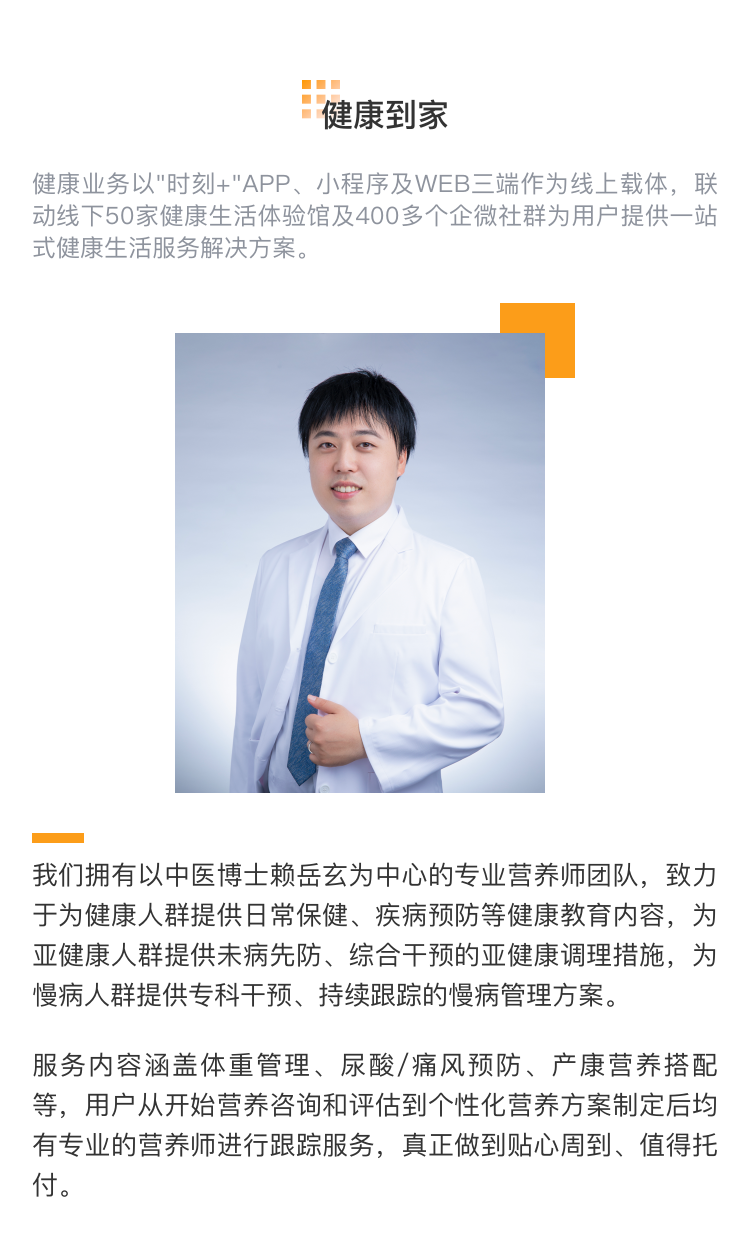 健康到家
健康业务以"时刻+"APP、小程序及WEB三端作为线上载体，联
动线下50家健康生活体验馆及400多个企微社群为用户提供一站
式健康生活服务解决方案。
我们拥有以中医博士赖岳玄为中心的专业营养师团队，致力
于为健康人群提供日常保健、疾病预防等健康教育内容，为
亚健康人群提供未病先防、综合干预的亚健康调理措施，为
慢病人群提供专科干预、持续跟踪的慢病管理方案。
服务内容涵盖体重管理、尿酸/痛风预防、产康营养搭配
等，用户从开始营养咨询和评估到个性化营养方案制定后均
有专业的营养师进行跟踪服务，真正做到贴心周到、值得托
付。